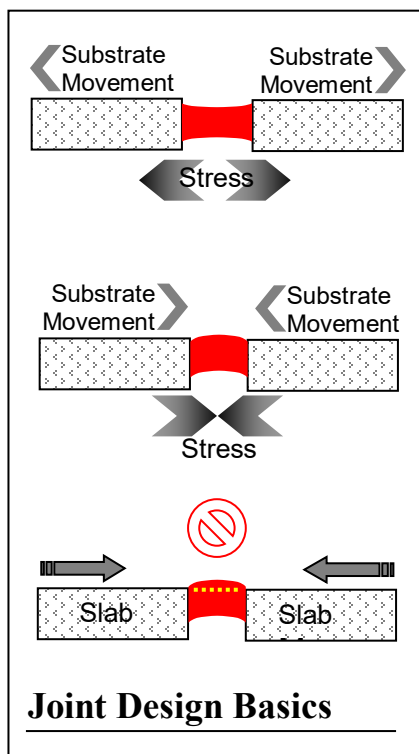 Substrate Movement
Substrate Movement
Stress
Substrate Movement
Substrate Movement
Stress
Slab
Slab
Joint Design Basics